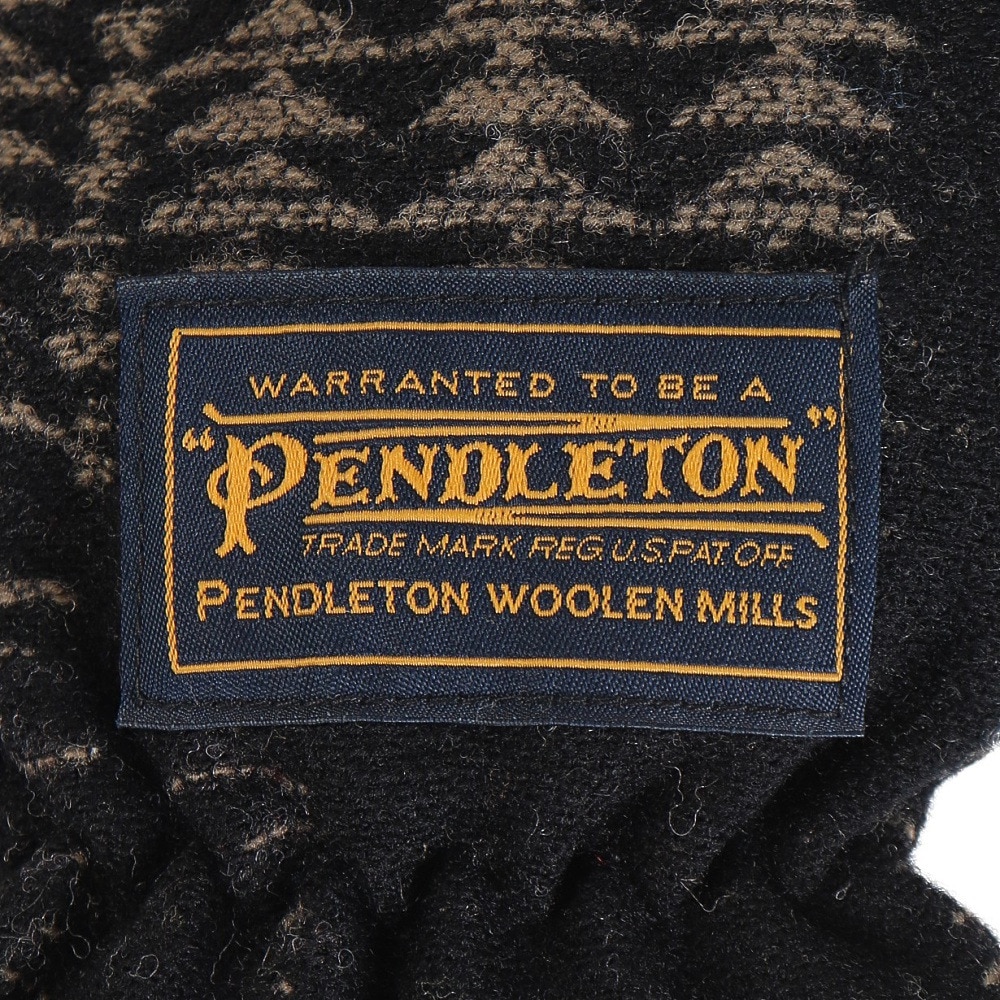 WARRANTED TO BE A
"PENDLETON"
TRADE MARK REG U.S.PAT. OFF
PENDLETON WOOLEN MILLS